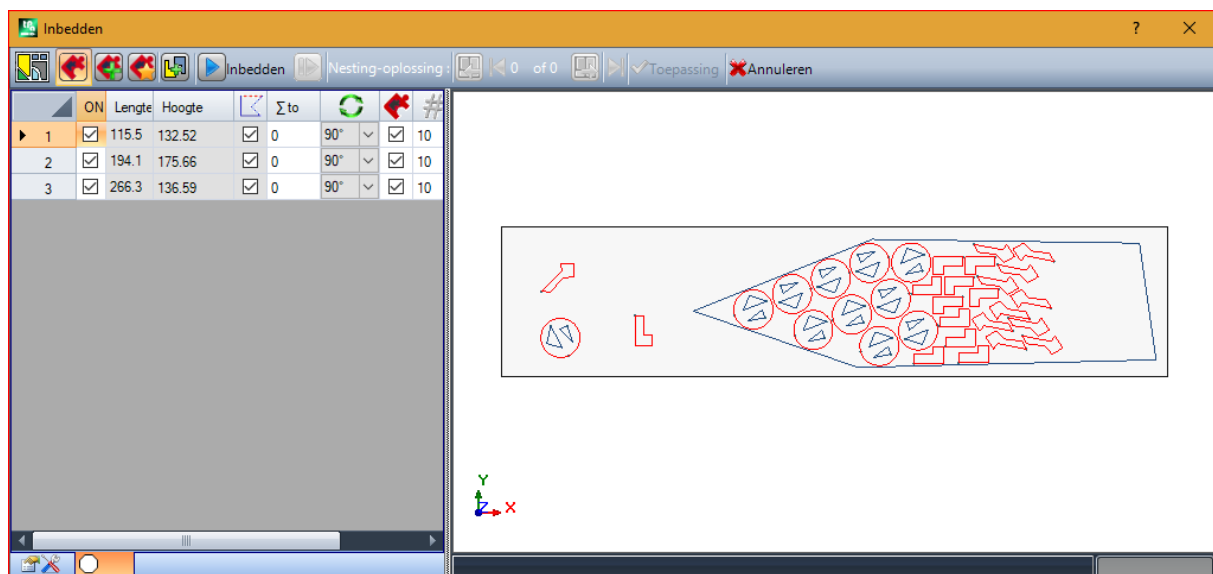 Inbedden ? ×
Inbedden Nesting-oplossing : 0 of 0 Toepassing Annuleren
ON Lengte Hoogte Σ to #
1 115.5 132.52 0 90° 10
2 194.1 175.66 0 90° 10
3 266.3 136.59 0 90° 10
Y
Z X